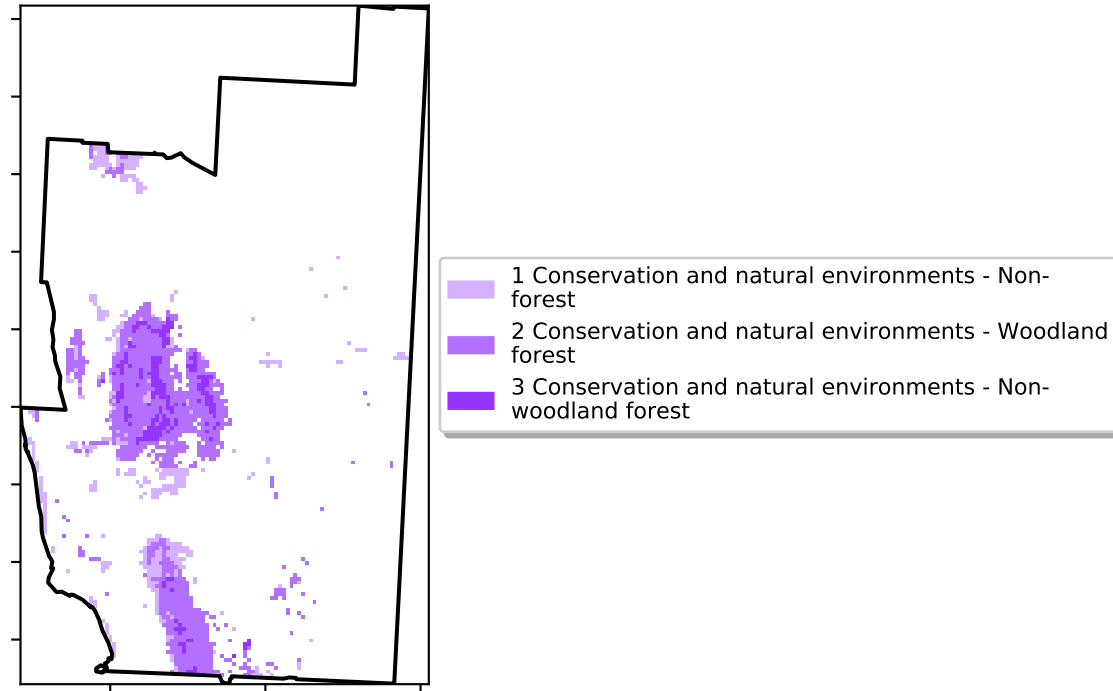 1 Conservation and natural environments - Non-
forest
2 Conservation and natural environments - Woodland
forest
3 Conservation and natural environments - Non-
woodland forest